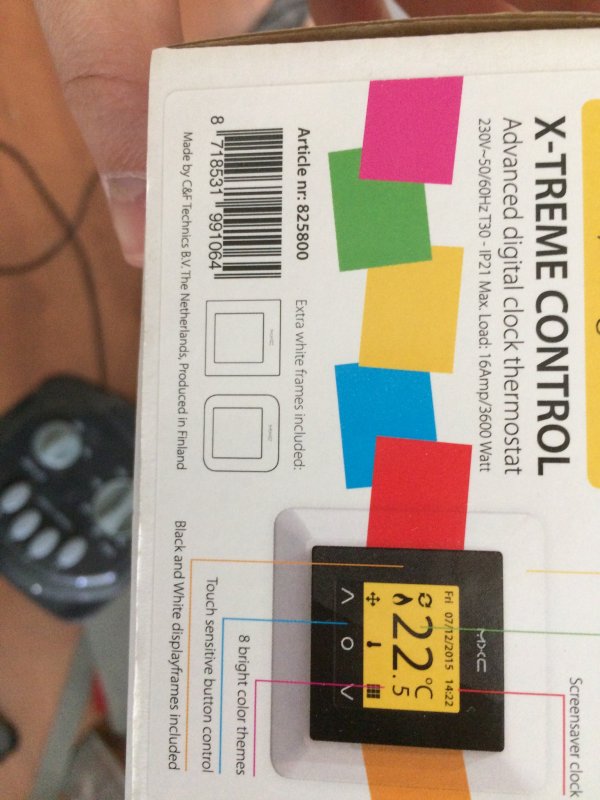 X-TREME CONTROL
Advanced digital clock thermostat
230V~50/60Hz T30 - IP21 Max. Load: 16Amp/3600 Watt
Article nr: 825800
8 718531 991064
Made by C&F Technics B.V. The Netherlands, Produced in Finland
Extra white frames included:
Screensaver clock
MXC
Fri 07/12/2015 14:22
22.5
°C
8 bright color themes
Touch sensitive button control
Black and White displayframes included